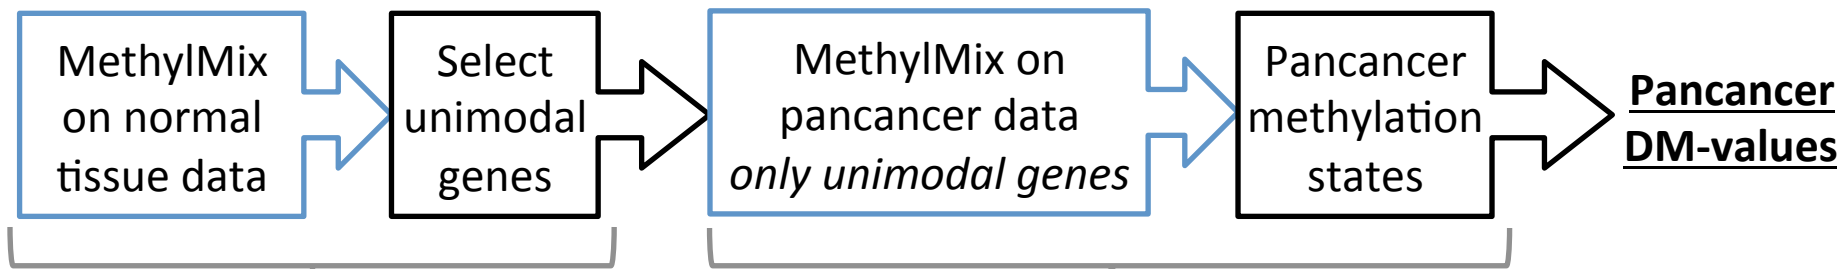 MethylMix
on normal
tissue data
Select
unimodal
genes
MethylMix on
pancancer data
only unimodal genes
Pancancer
methylation
states
Pancancer
DM-values